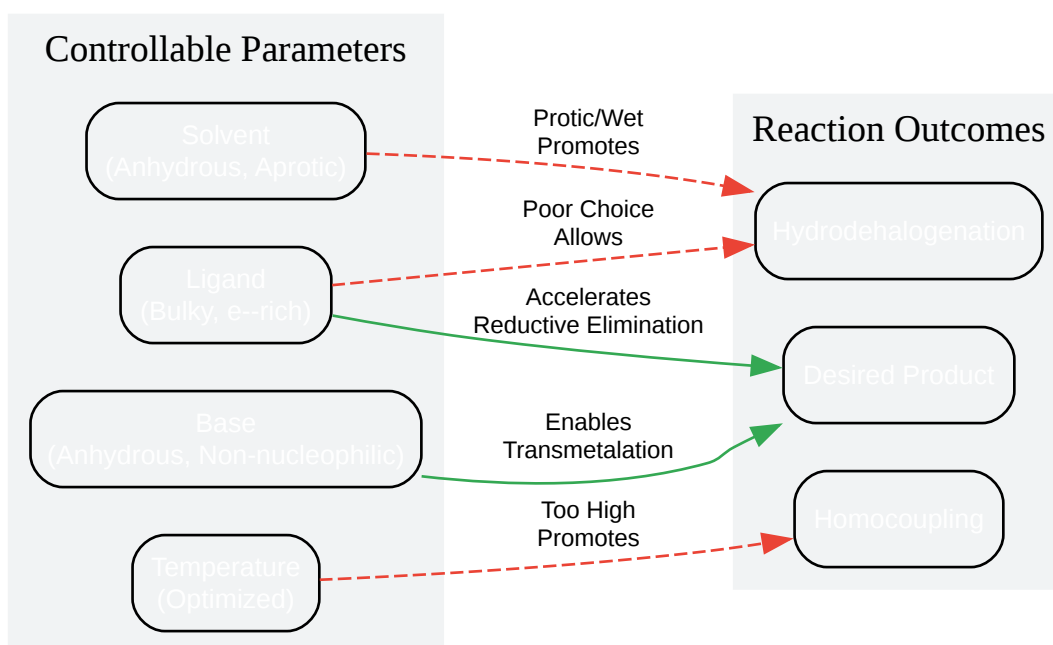 Controllable Parameters
Solvent
(Anhydrous, Aprotic)
Ligand
(Bulky, e--rich)
Base
(Anhydrous, Non-nucleophilic)
Temperature
(Optimized)
Protic/Wet
Promotes
Poor Choice
Allows
Accelerates
Reductive Elimination
Enables
Transmetalation
Too High
Promotes
Reaction Outcomes
Hydrodehalogenation
Desired Product
Homocoupling